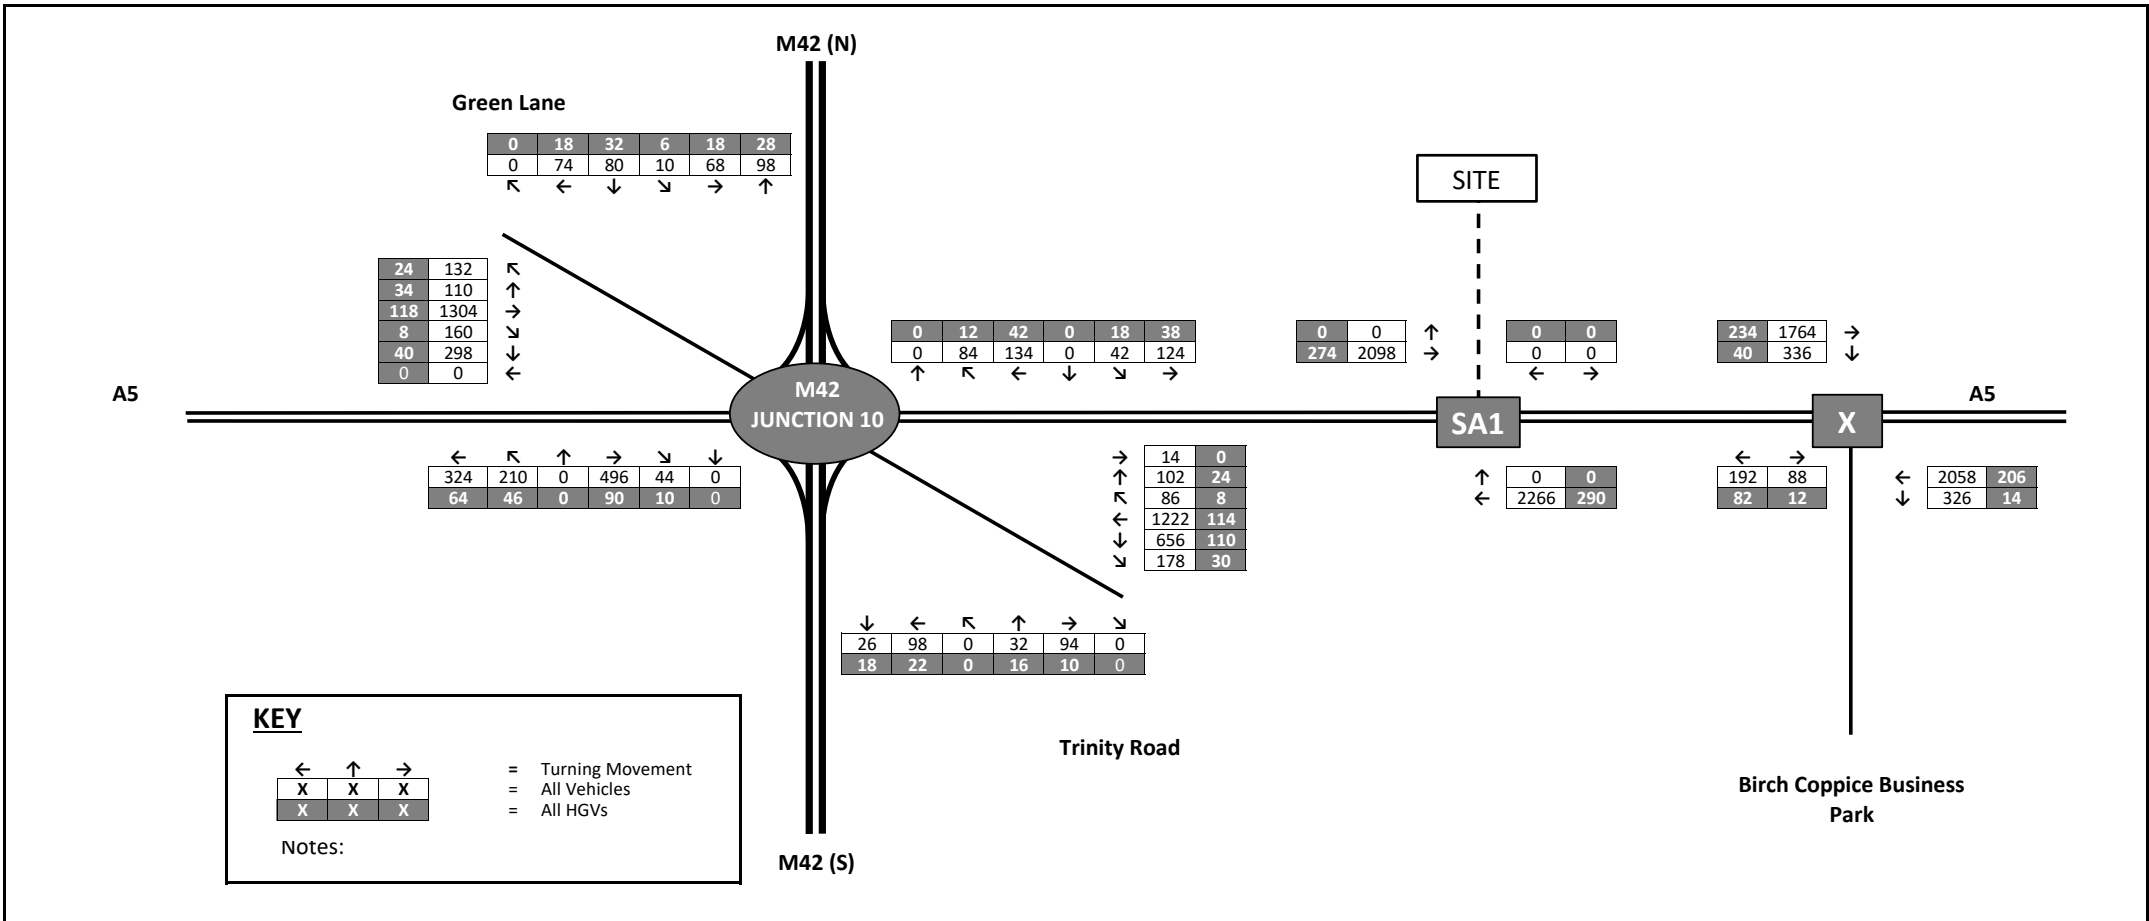 M42 (N)
Green Lane
0 18 32 6 18 28
0 74 80 10 68 98
↖ ← ↓ ↘ → ↑
SITE
24 132 ↖
34 110 ↑
118 1304 →
8 160 ↘
40 298 ↓
0 0 ←
0 12 42 0 18 38
0 84 134 0 42 124
↑ ↖ ← ↓ ↘ →
0 0 ↑
274 2098 →
0 0
0 0
← →
234 1764 →
40 336 ↓
A5
M42
JUNCTION 10
SA1
X
A5
← ↖ ↑ → ↘ ↓
324 210 0 496 44 0
64 46 0 90 10 0
→ 14 0
↑ 102 24
↖ 86 8
← 1222 114
↓ 656 110
↘ 178 30
↑ 0 0
← 2266 290
← →
192 88
82 12
← 2058 206
↓ 326 14
↓ ← ↖ ↑ → ↘
26 98 0 32 94 0
18 22 0 16 10 0
KEY
← ↑ → = Turning Movement
X X X = All Vehicles
X X X = All HGVs
Notes:
Trinity Road
Birch Coppice Business
Park
M42 (S)